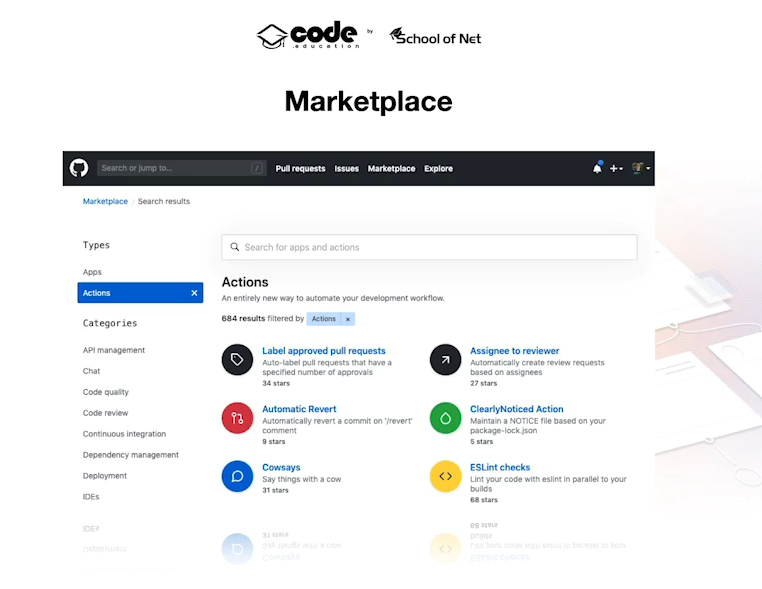 code
.education
by
School of Net
Marketplace
Search or jump to... /
Pull requests Issues Marketplace Explore
Marketplace / Search results
Types
Apps
Actions ×
Categories
API management
Chat
Code quality
Code review
Continuous integration
Dependency management
Deployment
IDEs
Search for apps and actions
Actions
An entirely new way to automate your development workflow.
684 results filtered by Actions ×
Label approved pull requests
Auto-label pull requests that have a
specified number of approvals
34 stars
Assignee to reviewer
Automatically create review requests
based on assignees
27 stars
Automatic Revert
Automatically revert a commit on '/revert'
comment
9 stars
ClearlyNoticed Action
Maintain a NOTICE file based on your
package-lock.json
5 stars
Cowsays
Say things with a cow
31 stars
ESLint checks
Lint your code with eslint in parallel to your
builds
68 stars